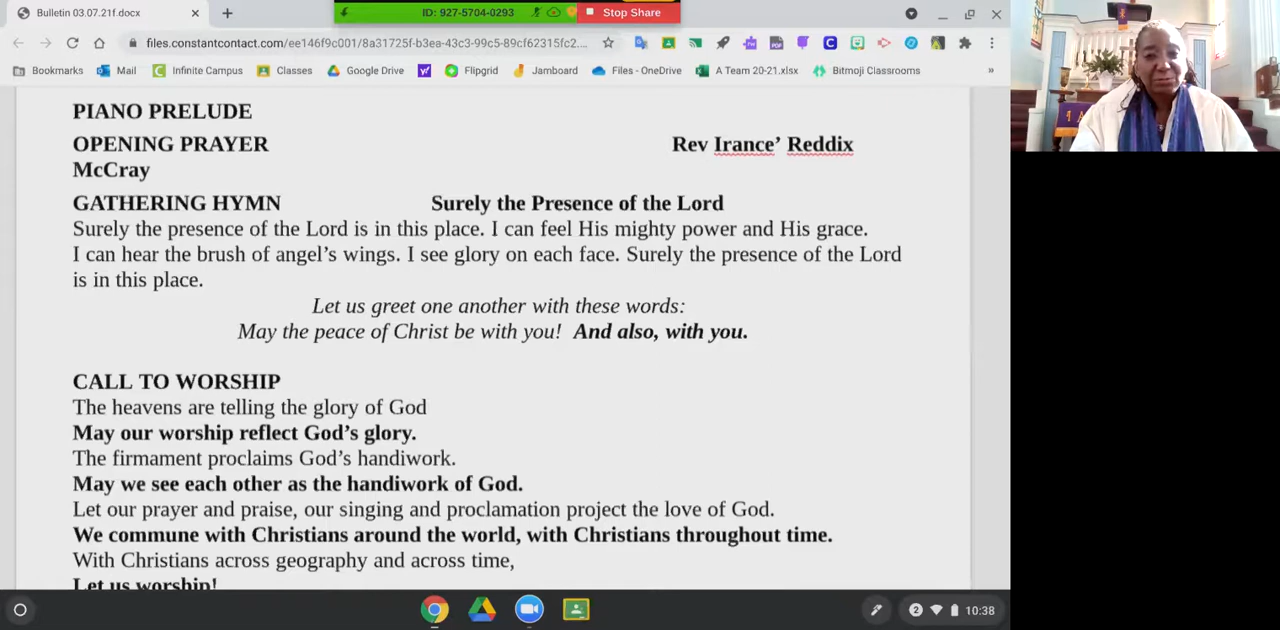 Bulletin 03.07.21f.docx
ID: 927-5704-0293
Stop Share
files.constantcontact.com/ee146f9c001/8a31725f-b3ea-43c3-99c5-89cf62315fc2...
Bookmarks Mail Infinite Campus Classes Google Drive Flipgrid Jamboard Files - OneDrive A Team 20-21.xlsx Bitmoji Classrooms »
PIANO PRELUDE
OPENING PRAYER Rev Irance’ Reddix
McCray
GATHERING HYMN Surely the Presence of the Lord
Surely the presence of the Lord is in this place. I can feel His mighty power and His grace.
I can hear the brush of angel’s wings. I see glory on each face. Surely the presence of the Lord
is in this place.
Let us greet one another with these words:
May the peace of Christ be with you! And also, with you.
CALL TO WORSHIP
The heavens are telling the glory of God
May our worship reflect God’s glory.
The firmament proclaims God’s handiwork.
May we see each other as the handiwork of God.
Let our prayer and praise, our singing and proclamation project the love of God.
We commune with Christians around the world, with Christians throughout time.
With Christians across geography and across time,
Let us worship!
2 10:38